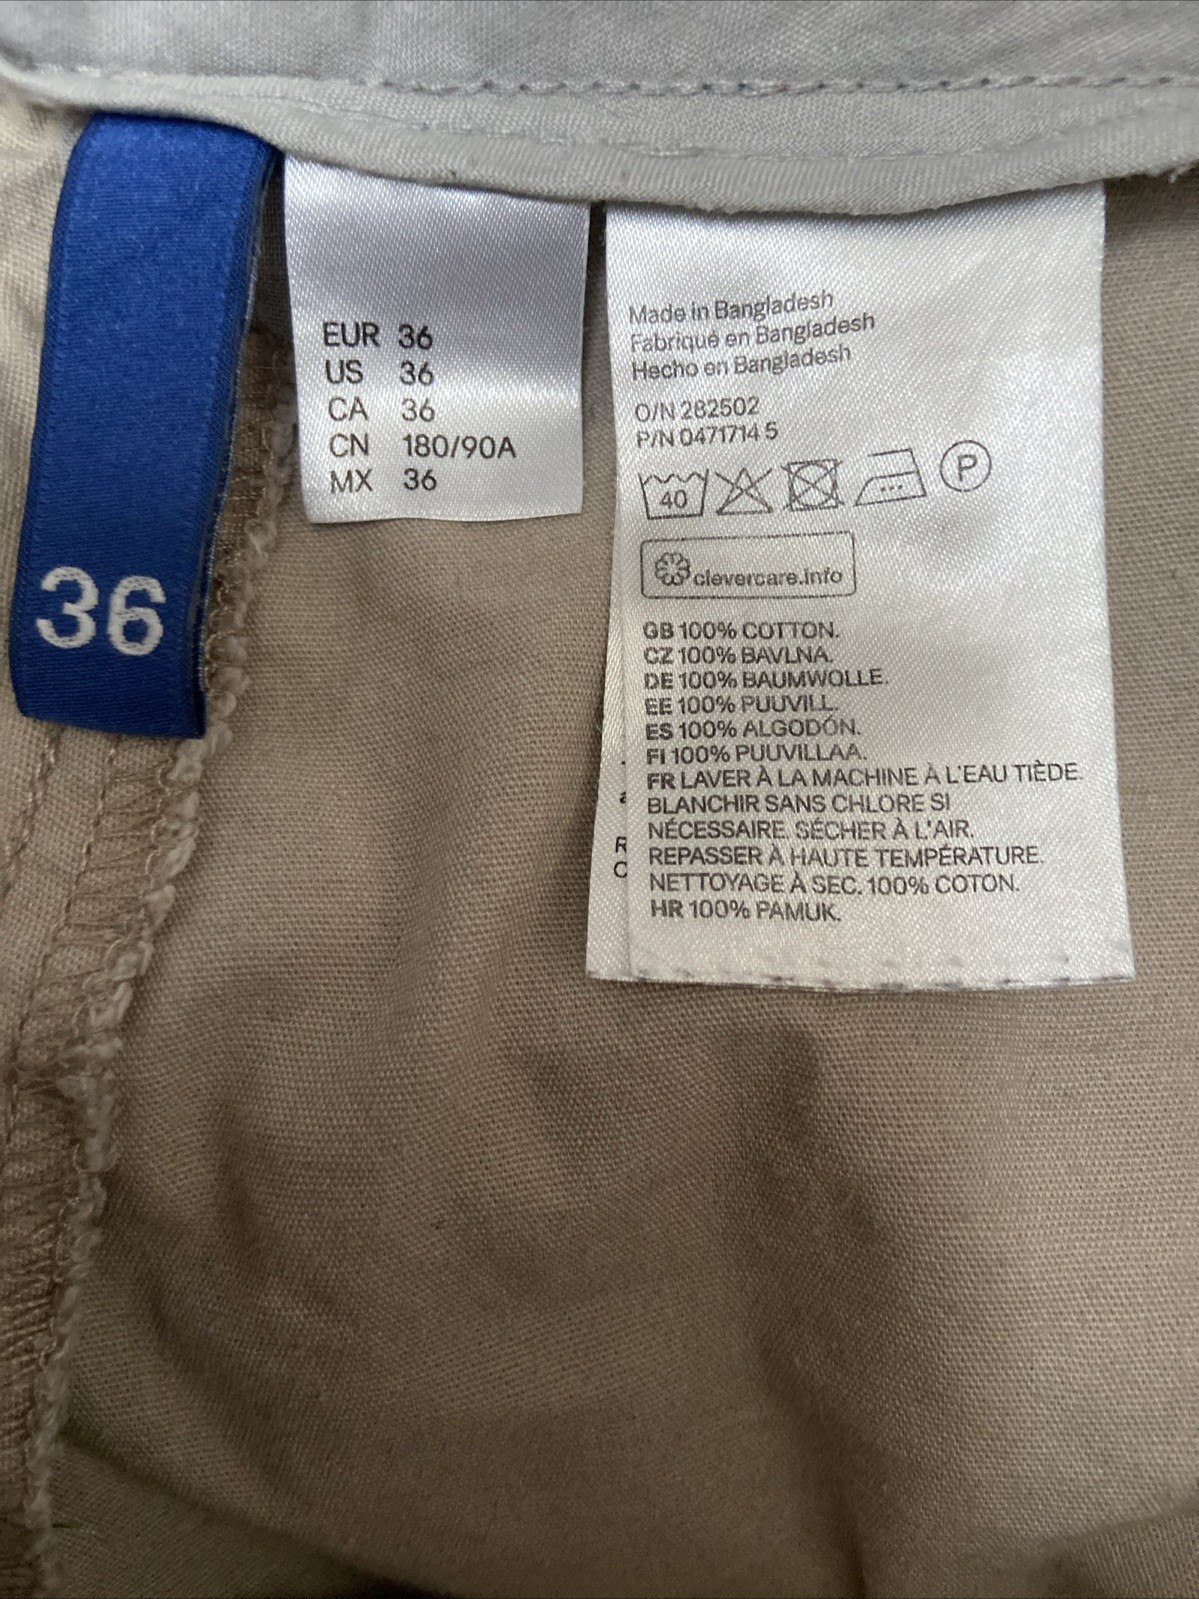 36
EUR 36
US 36
CA 36
CN 180/90A
MX 36
Made in Bangladesh
Fabriqué en Bangladesh
Hecho en Bangladesh
O/N 282502
P/N 0471714 5
40
P
clevercare.info
GB 100% COTTON.
CZ 100% BAVLNA.
DE 100% BAUMWOLLE.
EE 100% PUUVILL.
ES 100% ALGODÓN.
FI 100% PUUVILLAA.
FR LAVER À LA MACHINE À L'EAU TIÈDE.
BLANCHIR SANS CHLORE SI
NÉCESSAIRE. SÉCHER À L'AIR.
REPASSER À HAUTE TEMPÉRATURE.
NETTOYAGE À SEC. 100% COTON.
HR 100% PAMUK.